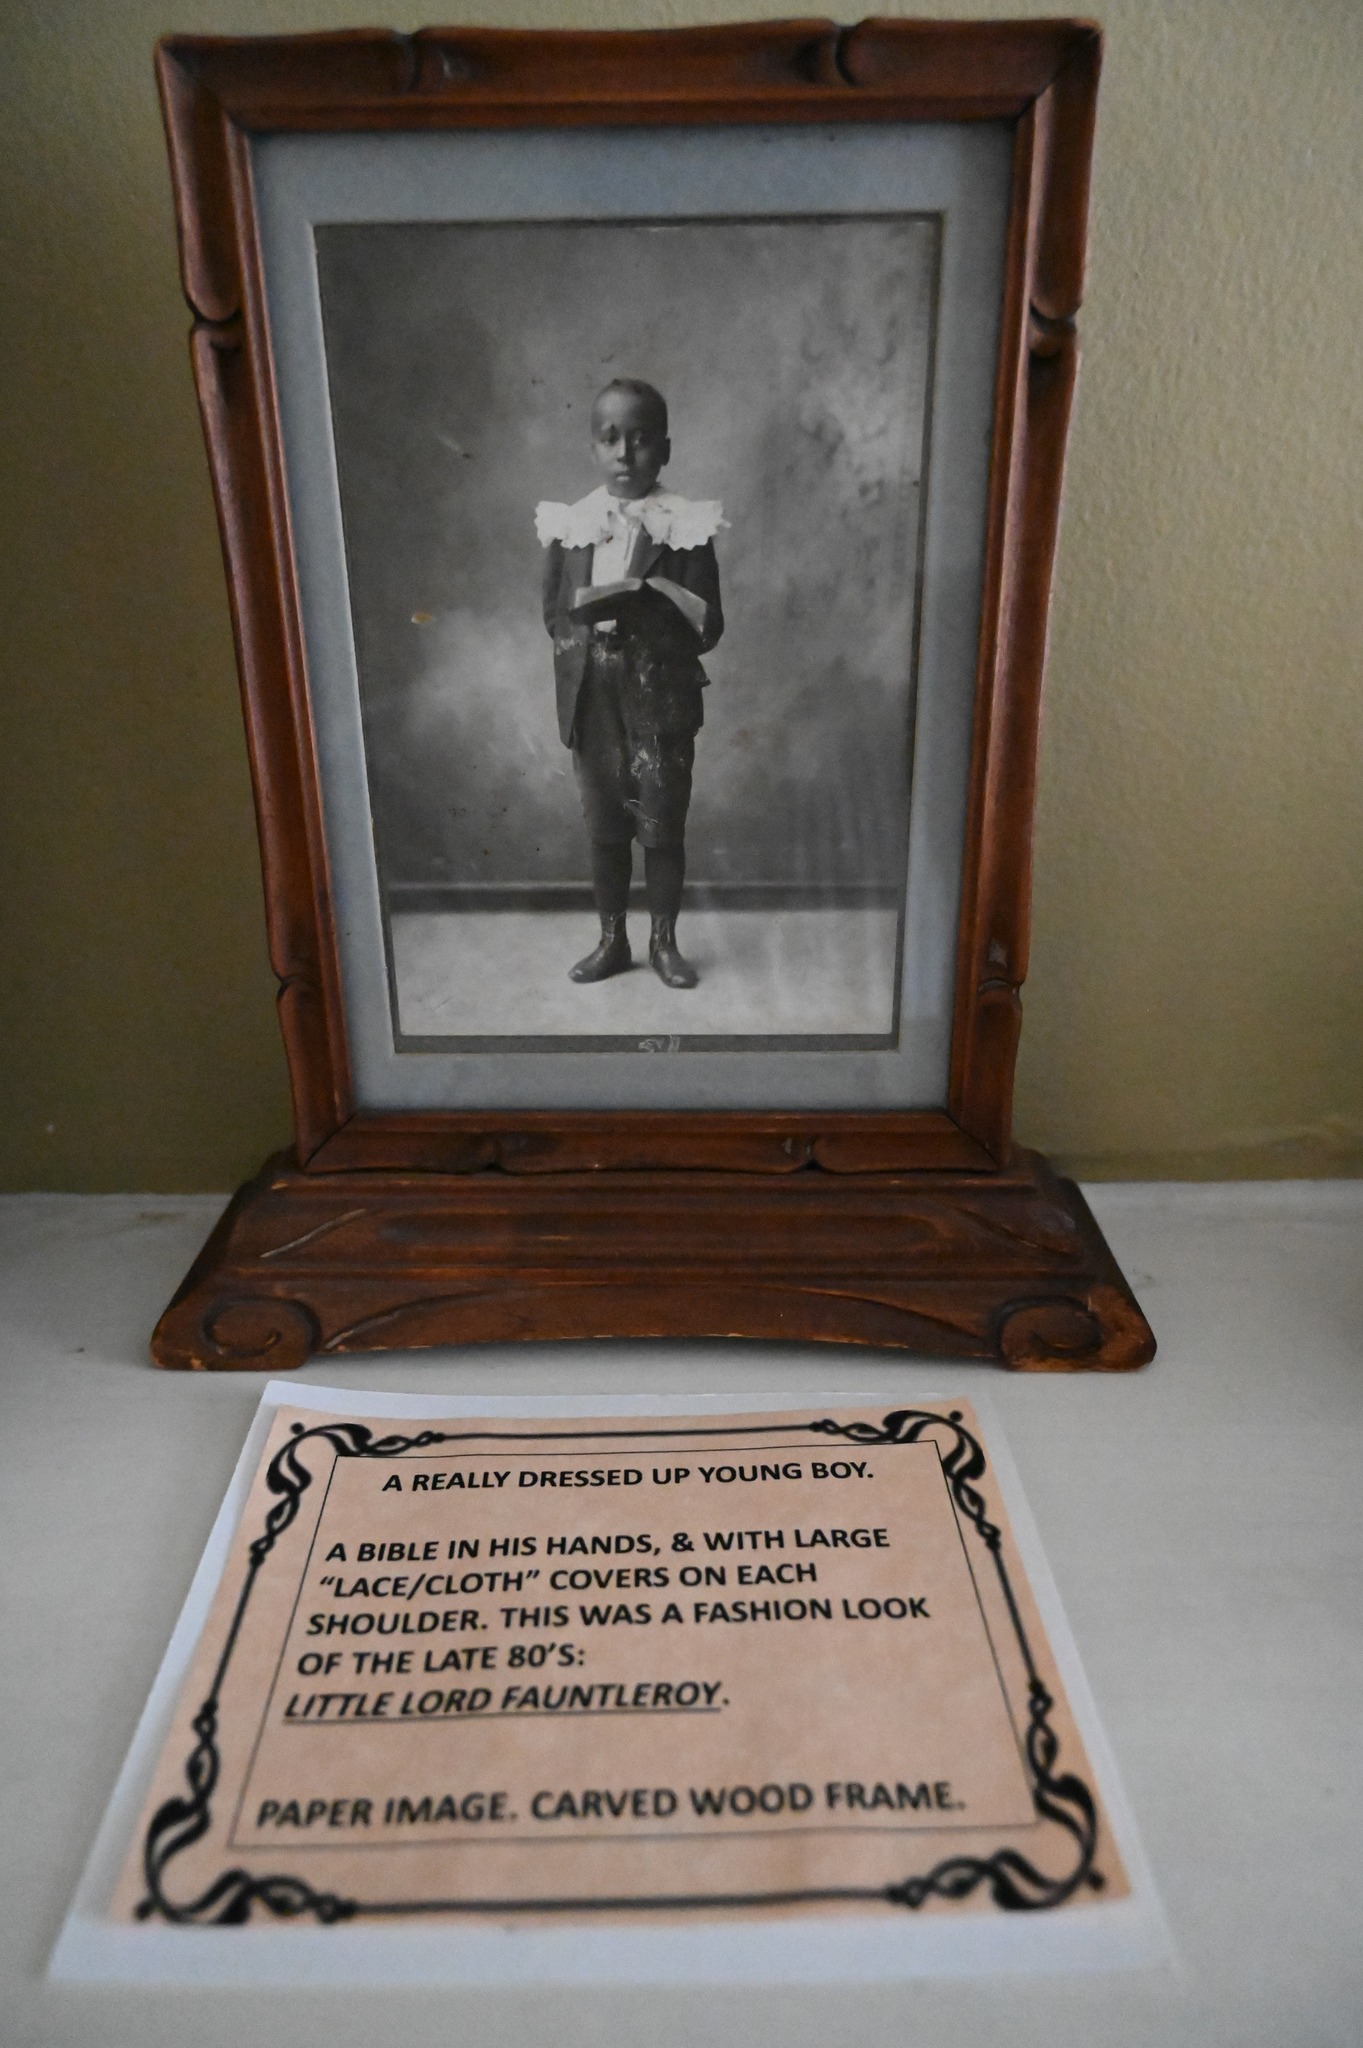 A REALLY DRESSED UP YOUNG BOY.
A BIBLE IN HIS HANDS, & WITH LARGE
“LACE/CLOTH” COVERS ON EACH
SHOULDER. THIS WAS A FASHION LOOK
OF THE LATE 80’S:
LITTLE LORD FAUNTLEROY.
PAPER IMAGE. CARVED WOOD FRAME.